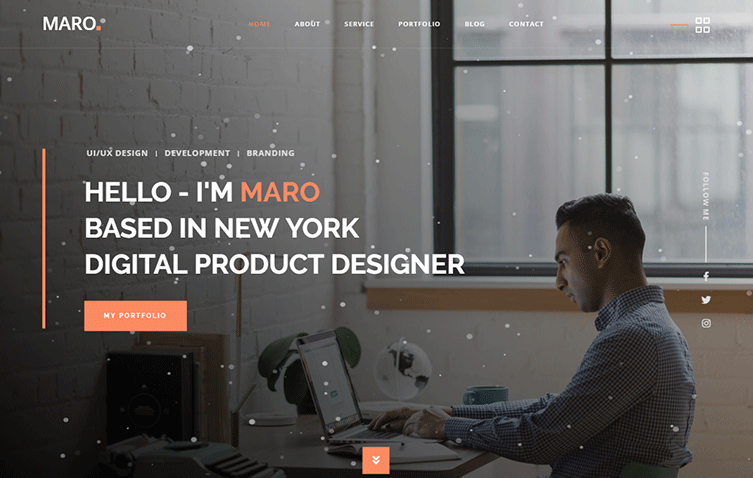 MARO.
HOME ABOUT SERVICE PORTFOLIO BLOG CONTACT
UI/UX DESIGN | DEVELOPMENT | BRANDING
HELLO - I'M MARO
BASED IN NEW YORK
DIGITAL PRODUCT DESIGNER
MY PORTFOLIO
FOLLOW ME